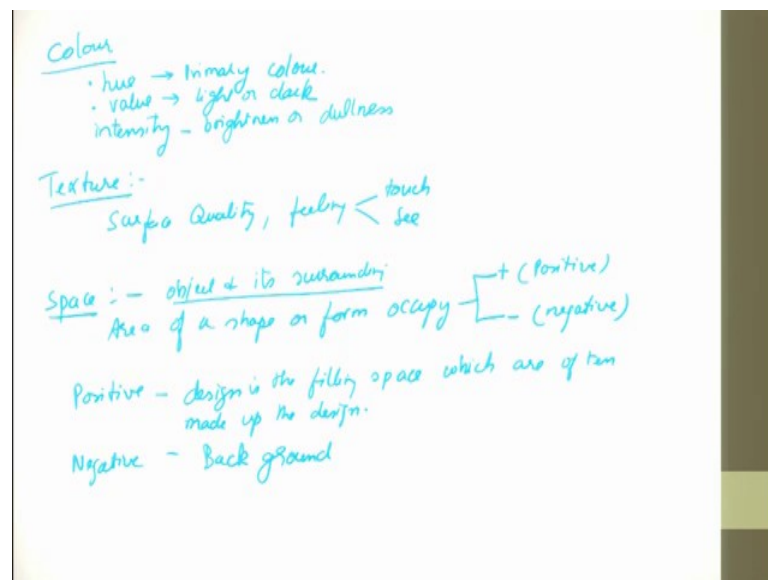 Colour
· hue → Primary colour.
· value → light or dark
intensity - brightness or dullness
Texture :-
Surface Quality, feeling < touch
see
Space :- object & its surrounding
Area of a shape or form occupy + (Positive)
- (negative)
Positive - design is the filling space which are often
made up the design.
Negative - Back ground